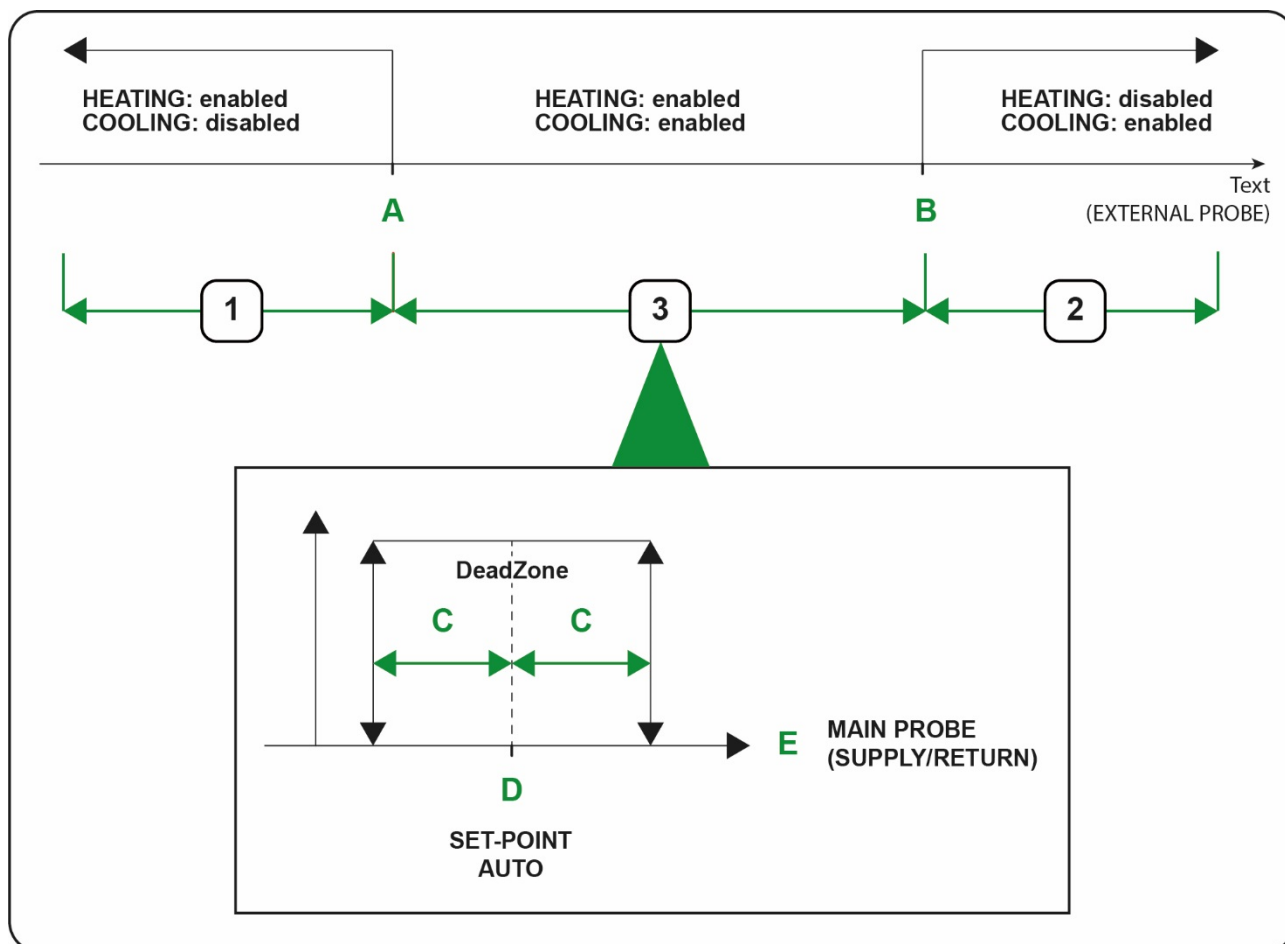 HEATING: enabled
COOLING: disabled
HEATING: enabled
COOLING: enabled
HEATING: disabled
COOLING: enabled
Text
(EXTERNAL PROBE)
A
B
1
3
2
DeadZone
C
C
E
MAIN PROBE
(SUPPLY/RETURN)
D
SET-POINT
AUTO